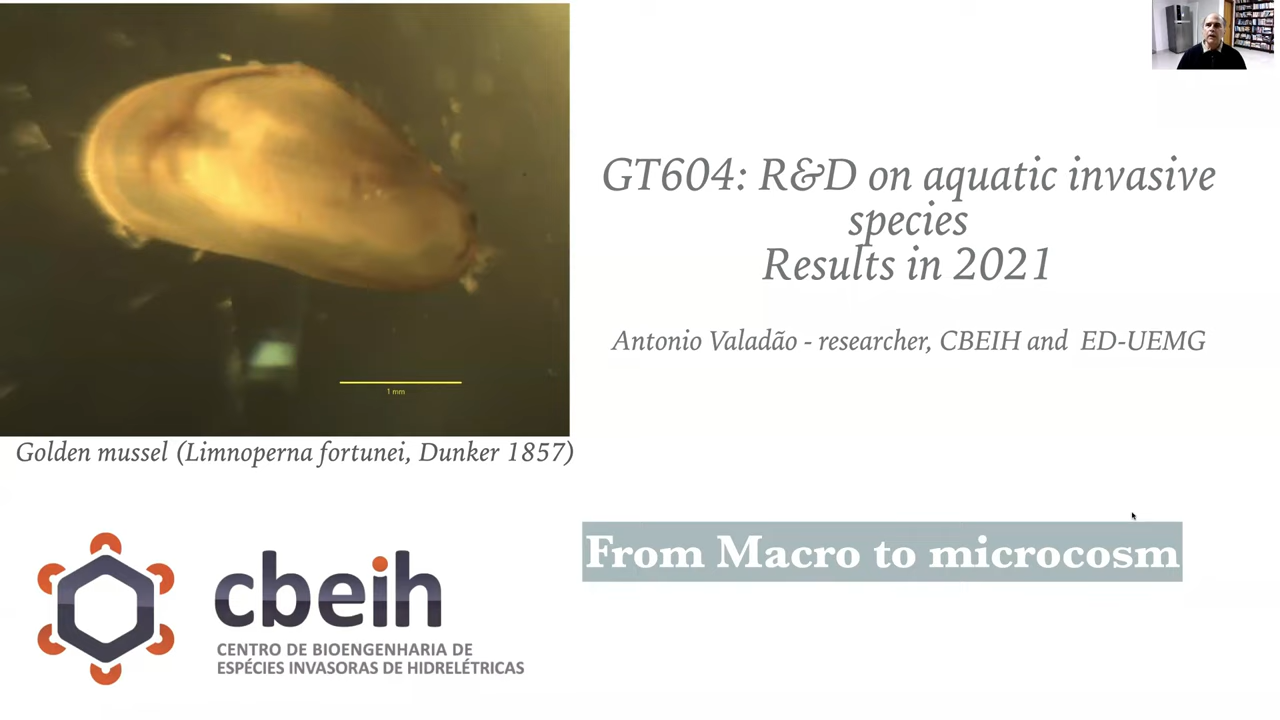 1 mm
Golden mussel (Limnoperna fortunei, Dunker 1857)
GT604: R&D on aquatic invasive
species
Results in 2021
Antonio Valadão - researcher, CBEIH and ED-UEMG
From Macro to microcosm
cbeih
CENTRO DE BIOENGENHARIA DE
ESPÉCIES INVASORAS DE HIDRELÉTRICAS